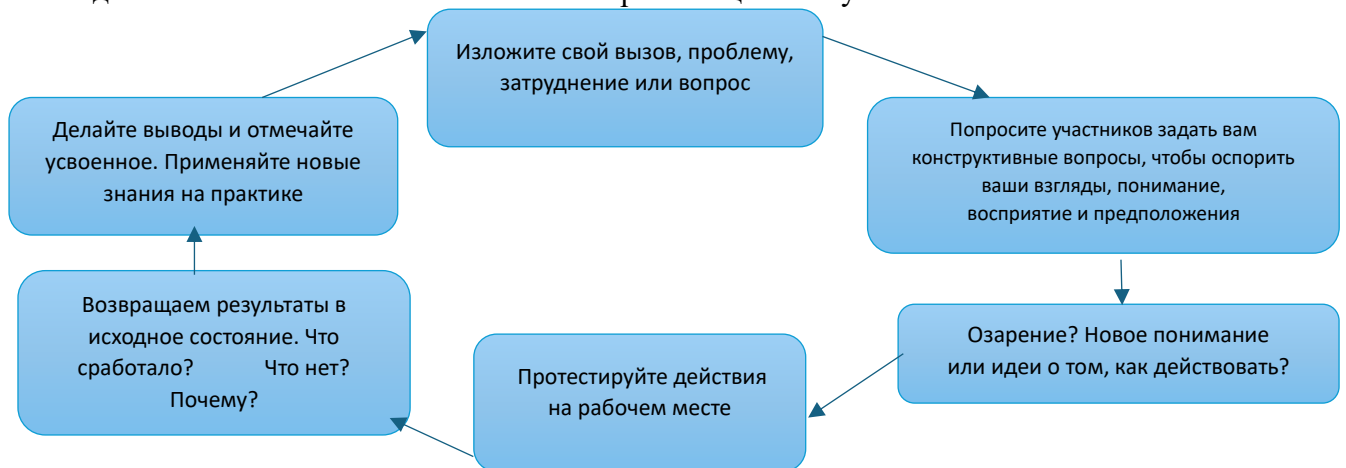 Изложите свой вызов, проблему,
затруднение или вопрос
Попросите участников задать вам
конструктивные вопросы, чтобы оспорить
ваши взгляды, понимание,
восприятие и предположения
Озарение? Новое понимание
или идеи о том, как действовать?
Протестируйте действия
на рабочем месте
Возвращаем результаты в
исходное состояние. Что
сработало? Что нет?
Почему?
Делайте выводы и отмечайте
усвоенное. Применяйте новые
знания на практике